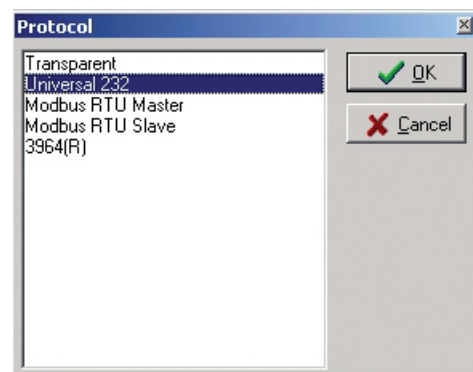 Protocol
Transparent
Universal 232
Modbus RTU Master
Modbus RTU Slave
3964(R)
OK
Cancel